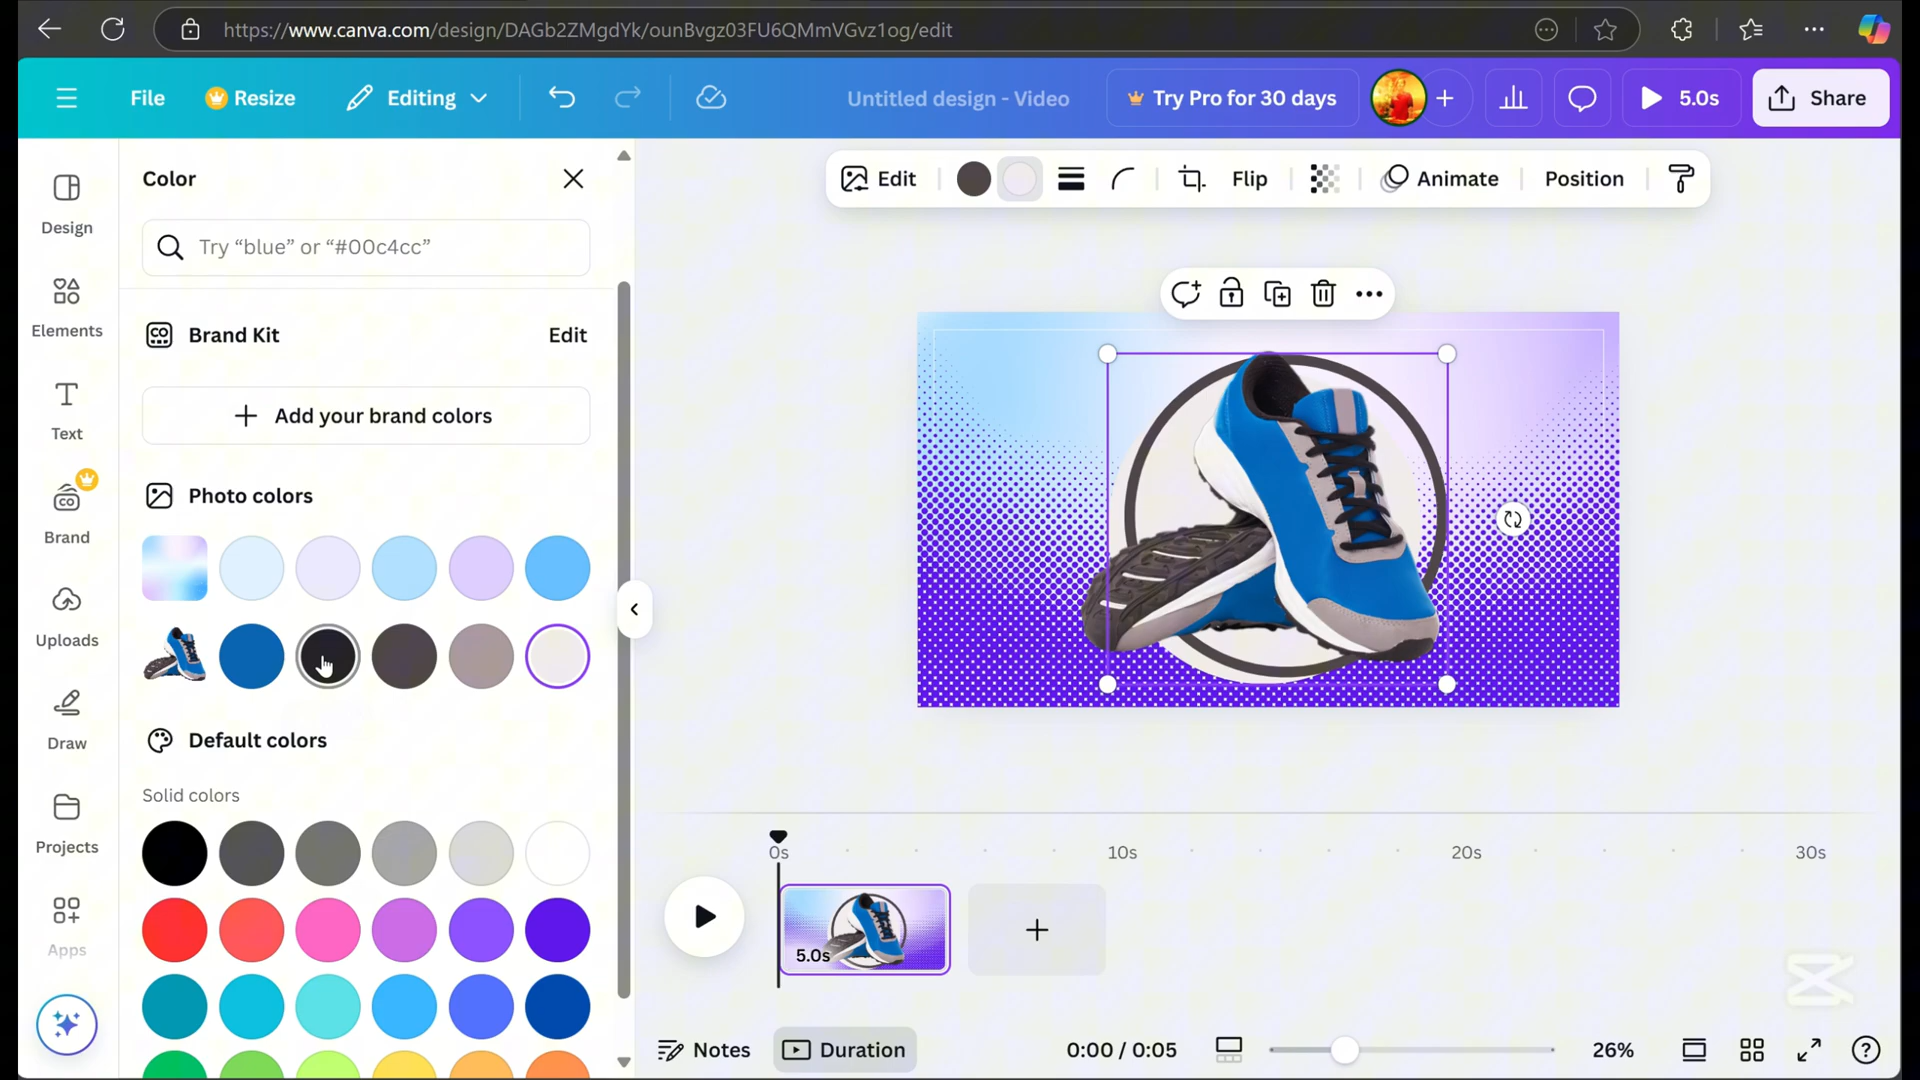 https://www.canva.com/design/DAGb2ZMgdYk/ounBvgz03FU6QMmVGvz1og/edit
File
Resize
Editing
Untitled design - Video
Try Pro for 30 days
5.0s
Share
Design
Elements
Text
Brand
Uploads
Draw
Projects
Apps
Color
Try “blue” or “#00c4cc”
Brand Kit
Edit
Add your brand colors
Photo colors
Default colors
Solid colors
Edit
Flip
Animate
Position
0s
10s
20s
30s
5.0s
Notes
Duration
0:00 / 0:05
26%